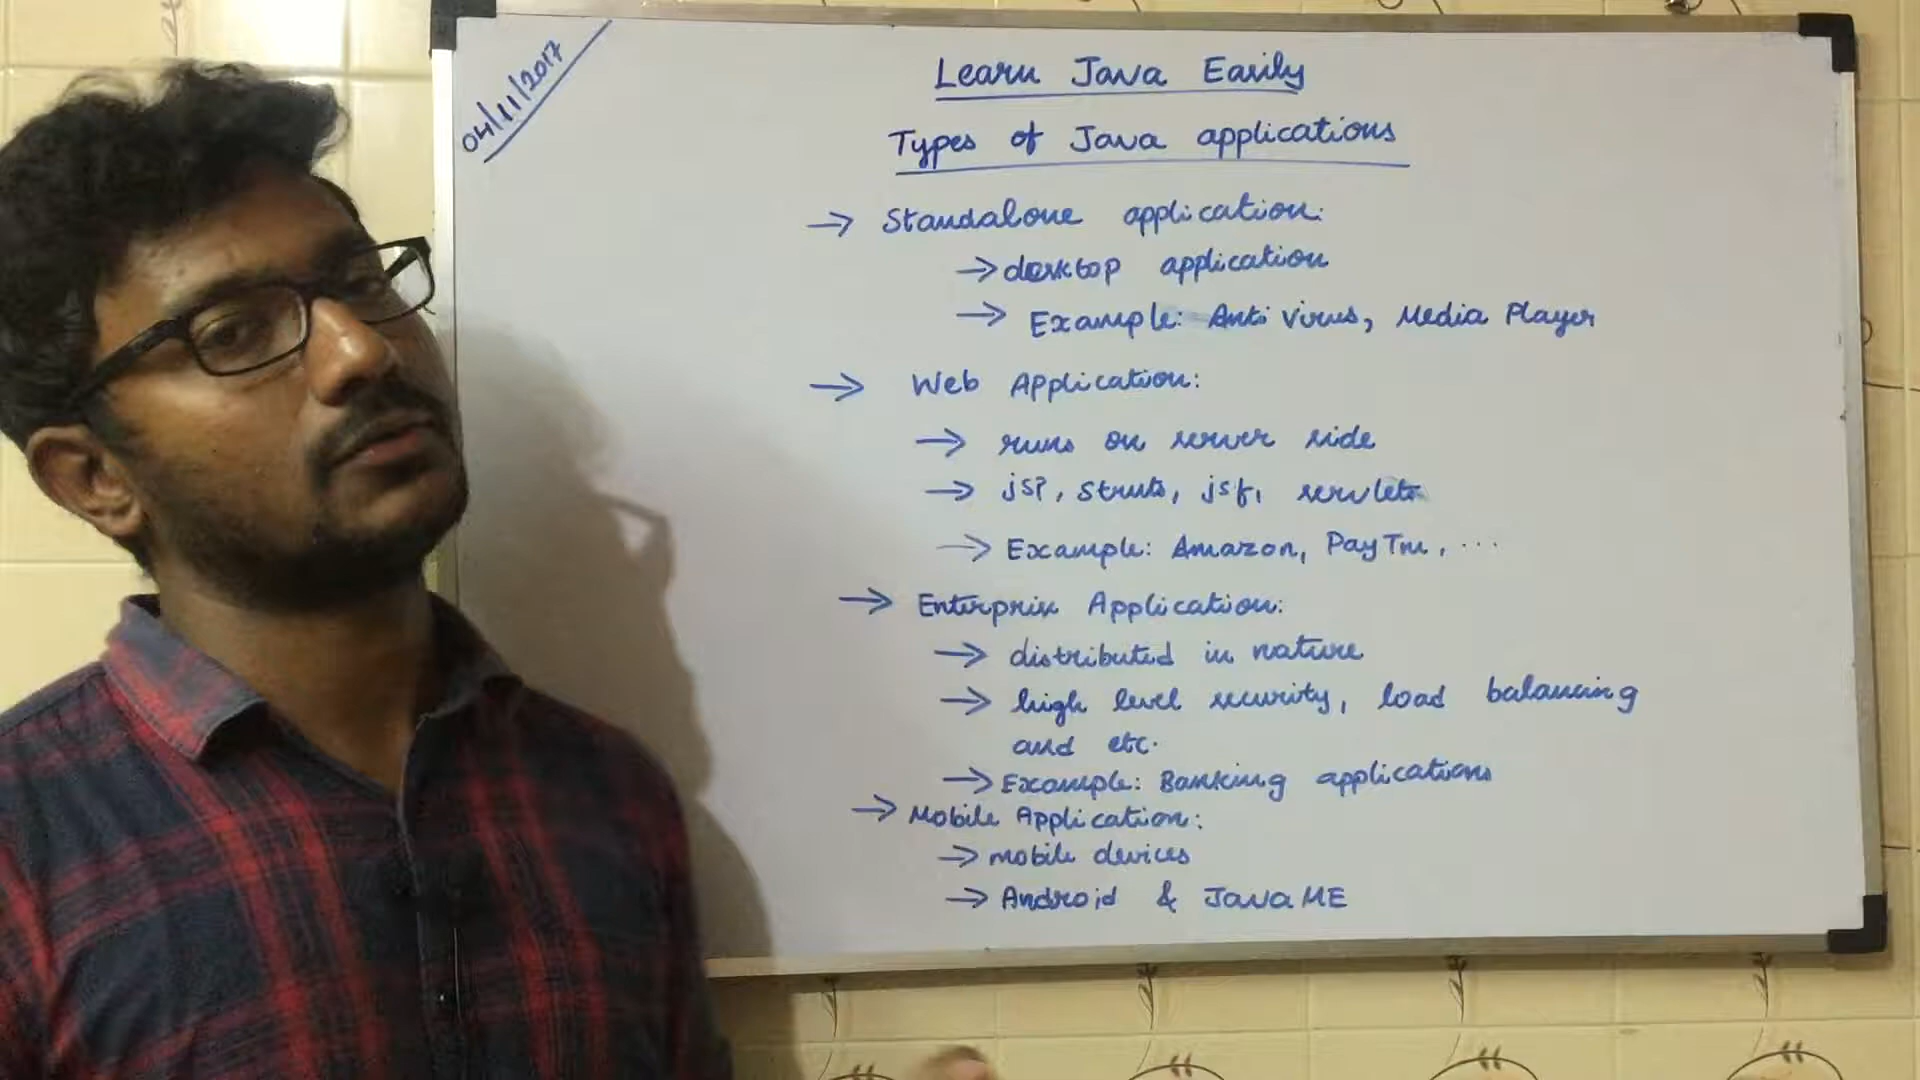 04/11/2017
Learn Java Easily
Types of Java applications
→ Standalone application:
→ desktop application
→ Example: Anti Virus, Media Player
→ Web Application:
→ runs on server side
→ jsp, struts, jsf, servlets
→ Example: Amazon, PayTm, ...
→ Enterprise Application:
→ distributed in nature
→ high level security, load balancing
and etc.
→ Example: Banking applications
→ Mobile Application:
→ mobile devices
→ Android & Java ME